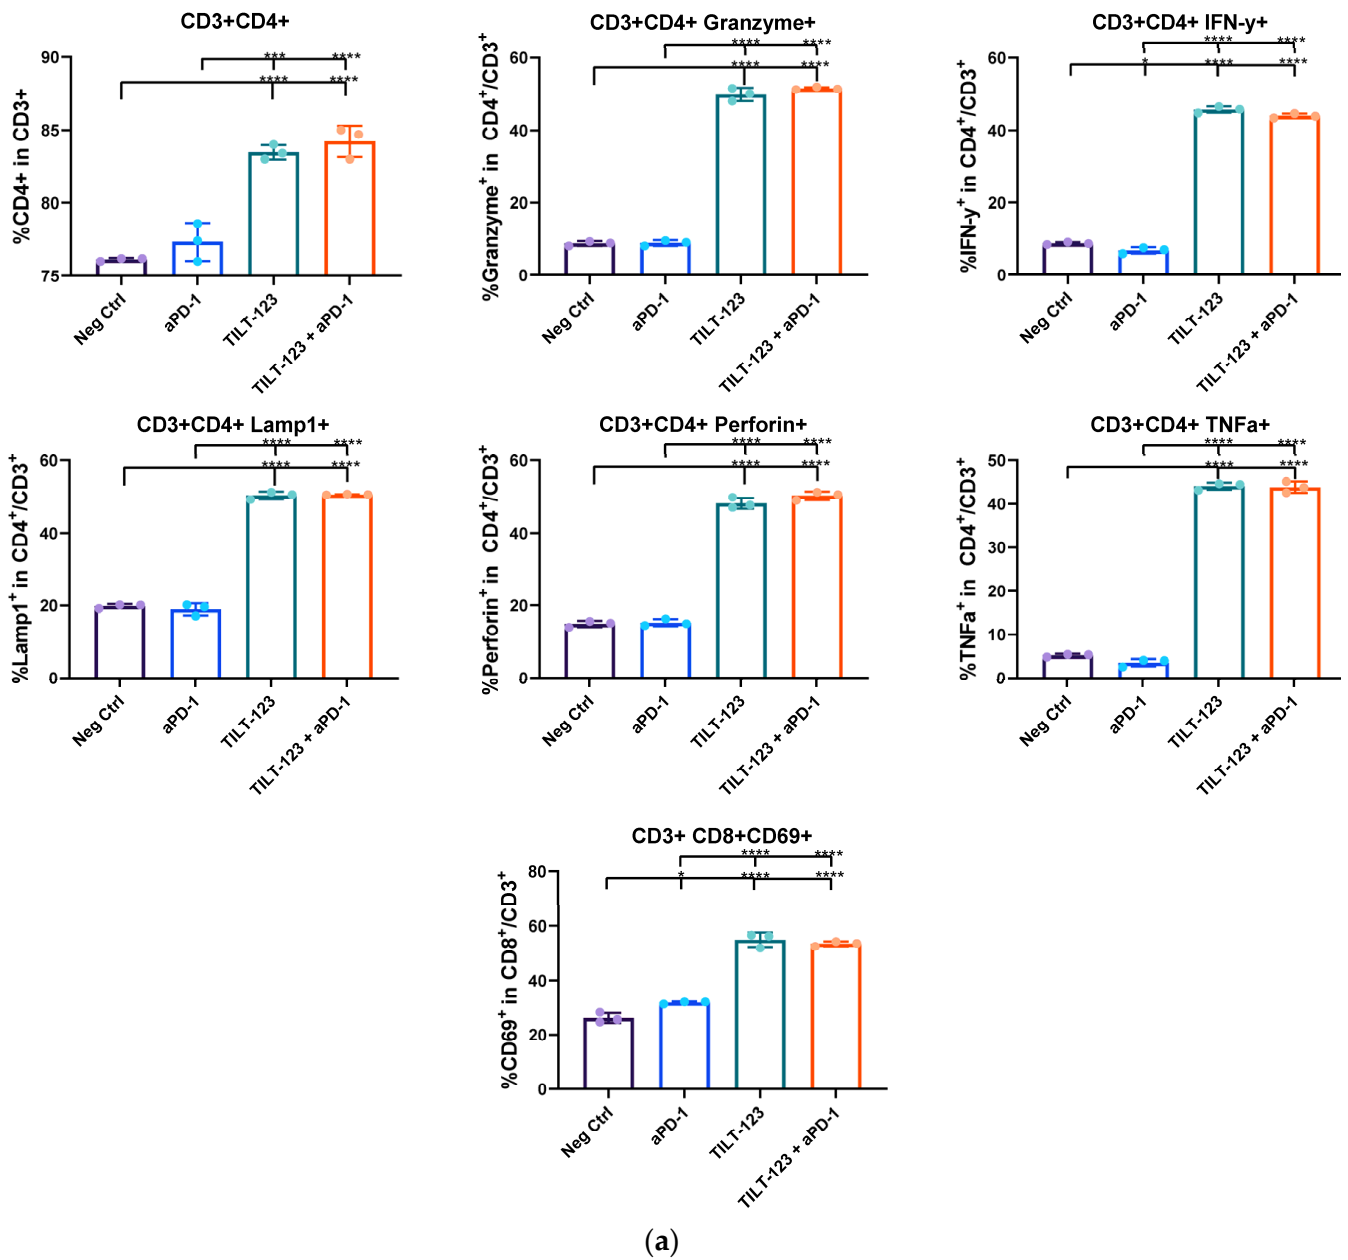 CD3+CD4+
*** ****
**** ****
%CD4+ in CD3+
90
85
80
75
Neg Ctrl
aPD-1
TILT-123
TILT-123 + aPD-1
CD3+CD4+ Granzyme+
**** ****
**** ****
%Granzyme⁺ in CD4⁺/CD3⁺
60
40
20
0
Neg Ctrl
aPD-1
TILT-123
TILT-123 + aPD-1
CD3+CD4+ IFN-y+
**** ****
* **** ****
%IFN-y⁺ in CD4⁺/CD3⁺
60
40
20
0
Neg Ctrl
aPD-1
TILT-123
TILT-123 + aPD-1
CD3+CD4+ Lamp1+
**** ****
**** ****
%Lamp1⁺ in CD4⁺/CD3⁺
60
40
20
0
Neg Ctrl
aPD-1
TILT-123
TILT-123 + aPD-1
CD3+CD4+ Perforin+
**** ****
**** ****
%Perforin⁺ in CD4⁺/CD3⁺
60
40
20
0
Neg Ctrl
aPD-1
TILT-123
TILT-123 + aPD-1
CD3+CD4+ TNFa+
**** ****
**** ****
%TNFa⁺ in CD4⁺/CD3⁺
50
40
30
20
10
0
Neg Ctrl
aPD-1
TILT-123
TILT-123 + aPD-1
CD3+ CD8+CD69+
**** ****
* **** ****
%CD69⁺ in CD8⁺/CD3⁺
80
60
40
20
0
Neg Ctrl
aPD-1
TILT-123
TILT-123 + aPD-1
(a)